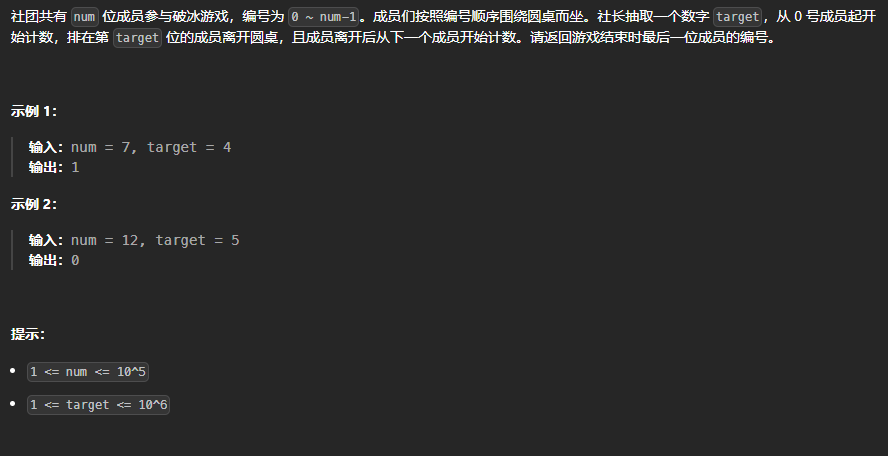 社团共有 num 位成员参与破冰游戏，编号为 0 ~ num-1。成员们按照编号顺序围绕圆桌而坐。社长抽取一个数字 target，从 0 号成员起开
始计数，排在第 target 位的成员离开圆桌，且成员离开后从下一个成员开始计数。请返回游戏结束时最后一位成员的编号。
示例 1：
输入：num = 7, target = 4
输出：1
示例 2：
输入：num = 12, target = 5
输出：0
提示：
• 1 <= num <= 10^5
• 1 <= target <= 10^6